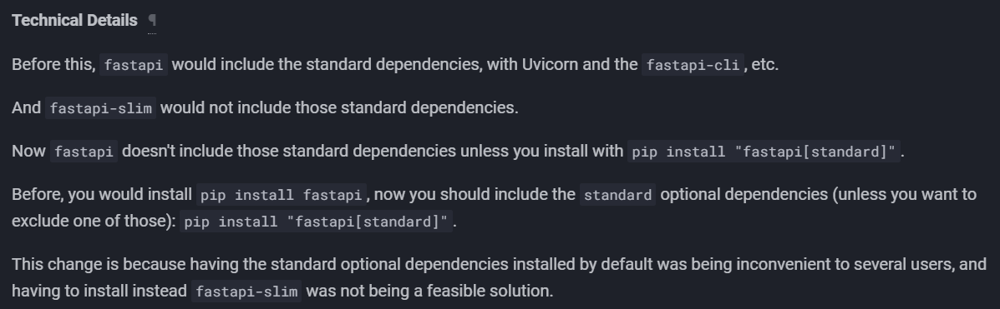 Technical Details ¶
Before this, fastapi would include the standard dependencies, with Uvicorn and the fastapi-cli, etc.
And fastapi-slim would not include those standard dependencies.
Now fastapi doesn't include those standard dependencies unless you install with pip install "fastapi[standard]".
Before, you would install pip install fastapi, now you should include the standard optional dependencies (unless you want to
exclude one of those): pip install "fastapi[standard]".
This change is because having the standard optional dependencies installed by default was being inconvenient to several users, and
having to install instead fastapi-slim was not being a feasible solution.